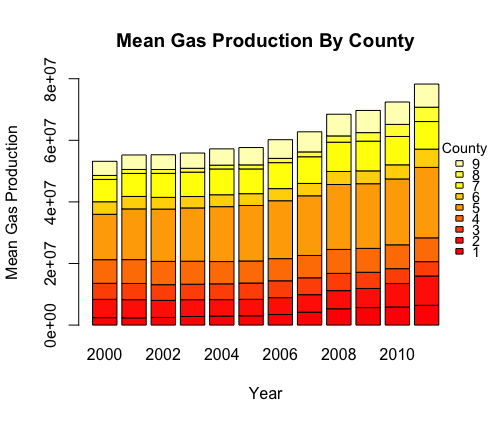 Mean Gas Production By County
Mean Gas Production
8e+07
6e+07
4e+07
2e+07
0e+00
County
9
8
7
6
5
4
3
2
1
2000 2002 2004 2006 2008 2010
Year